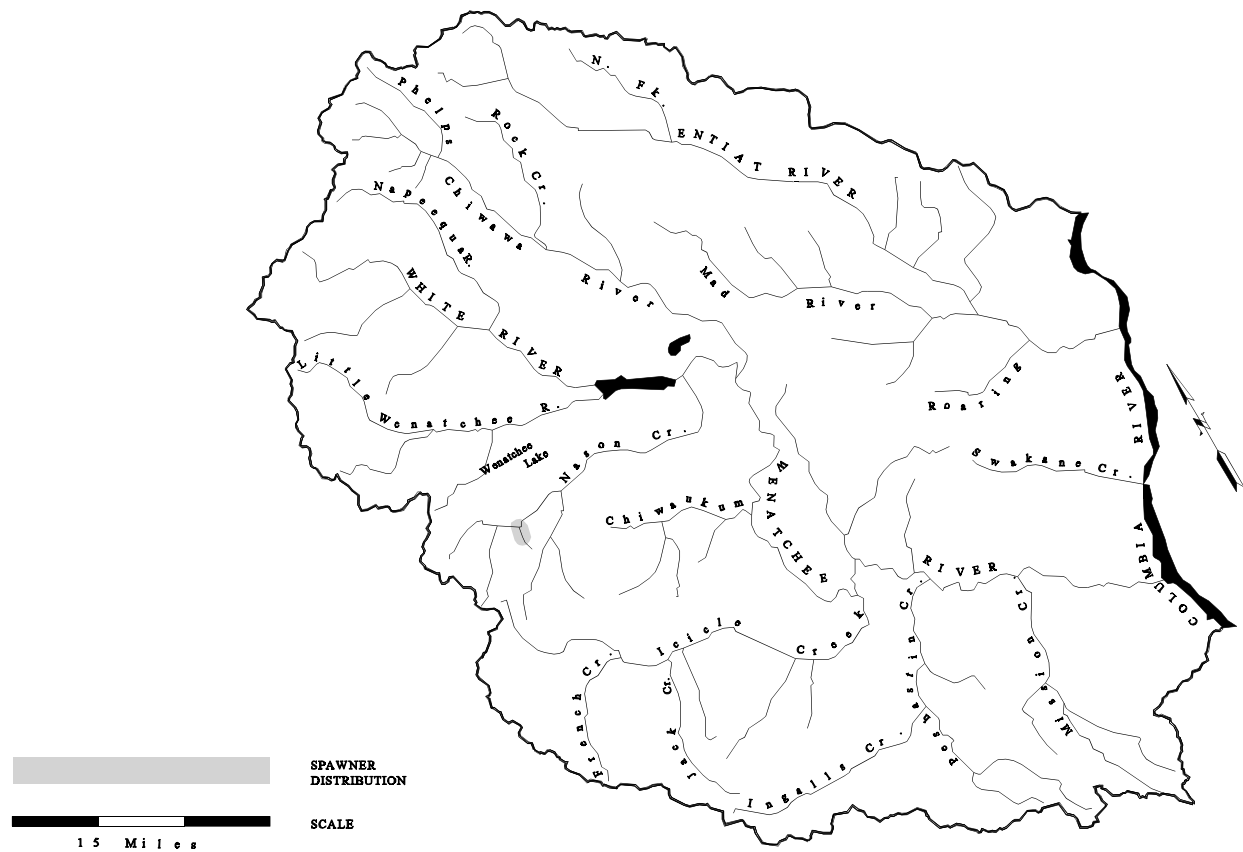 N. Fk.
ENTIAT RIVER
Phelps
Rock Cr.
Chiwawa
River
Napeequa R.
WHITE
RIVER
Mad
River
Little
Wenatchee R.
Wenatchee
Lake
Nason Cr.
Roaring
Swakane Cr.
RIVER
COLUMBIA
Chiwaukum
WENATCHEE
RIVER
Icicle
Creek
French Cr.
Jack Cr.
Ingalls Cr.
Peshastin Cr.
Mission Cr.
SPAWNER
DISTRIBUTION
SCALE
15 Miles